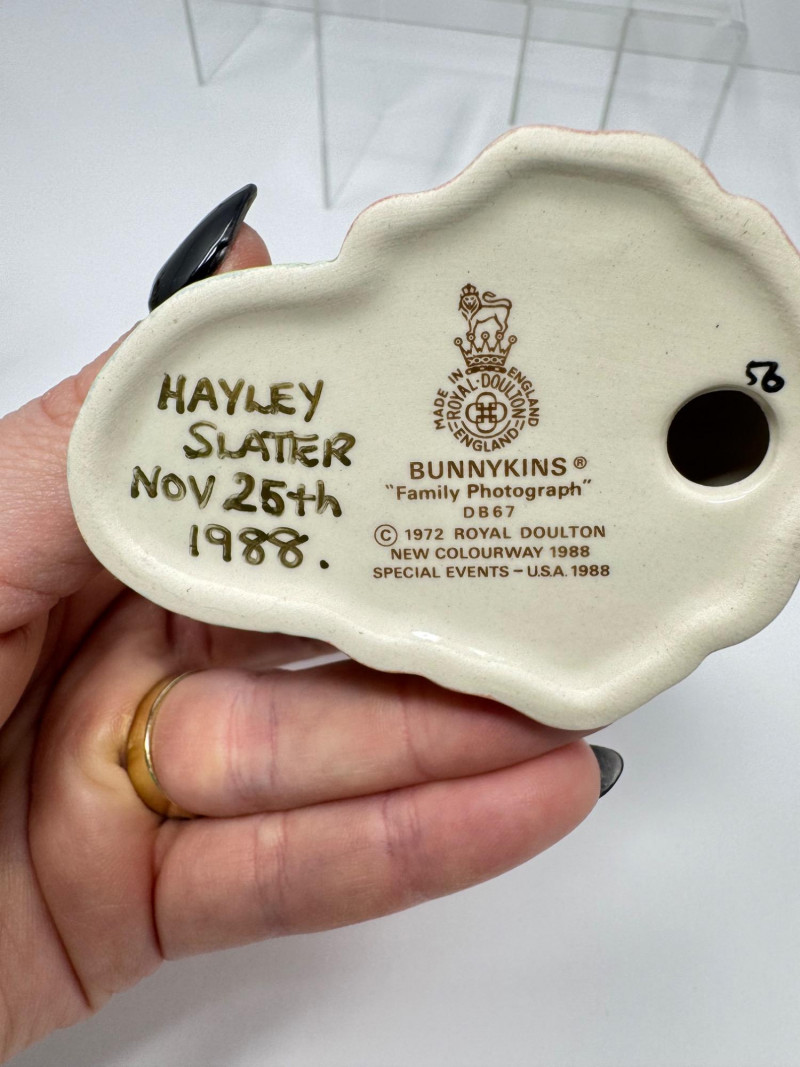 HAYLEY
SLATER
NOV 25th
1988.
MADE IN ENGLAND
ROYAL-DOULTON
ENGLAND
BUNNYKINS ®
"Family Photograph"
DB67
© 1972 ROYAL DOULTON
NEW COLOURWAY 1988
SPECIAL EVENTS – U.S.A. 1988
56